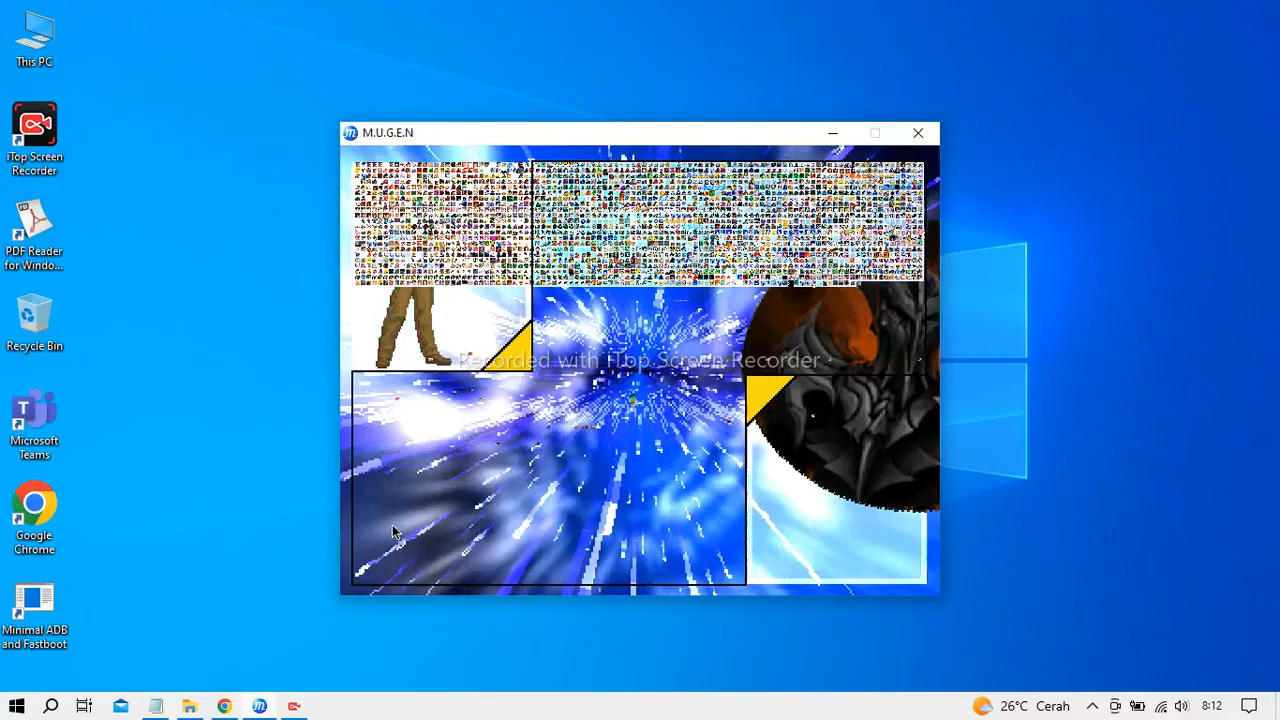 This PC
iTop Screen
Recorder
PDF Reader
for Windo...
Recycle Bin
Microsoft
Teams
Google
Chrome
Minimal ADB
and Fastboot
M.U.G.E.N
Recorded with iTop Screen Recorder
26°C Cerah
8:12